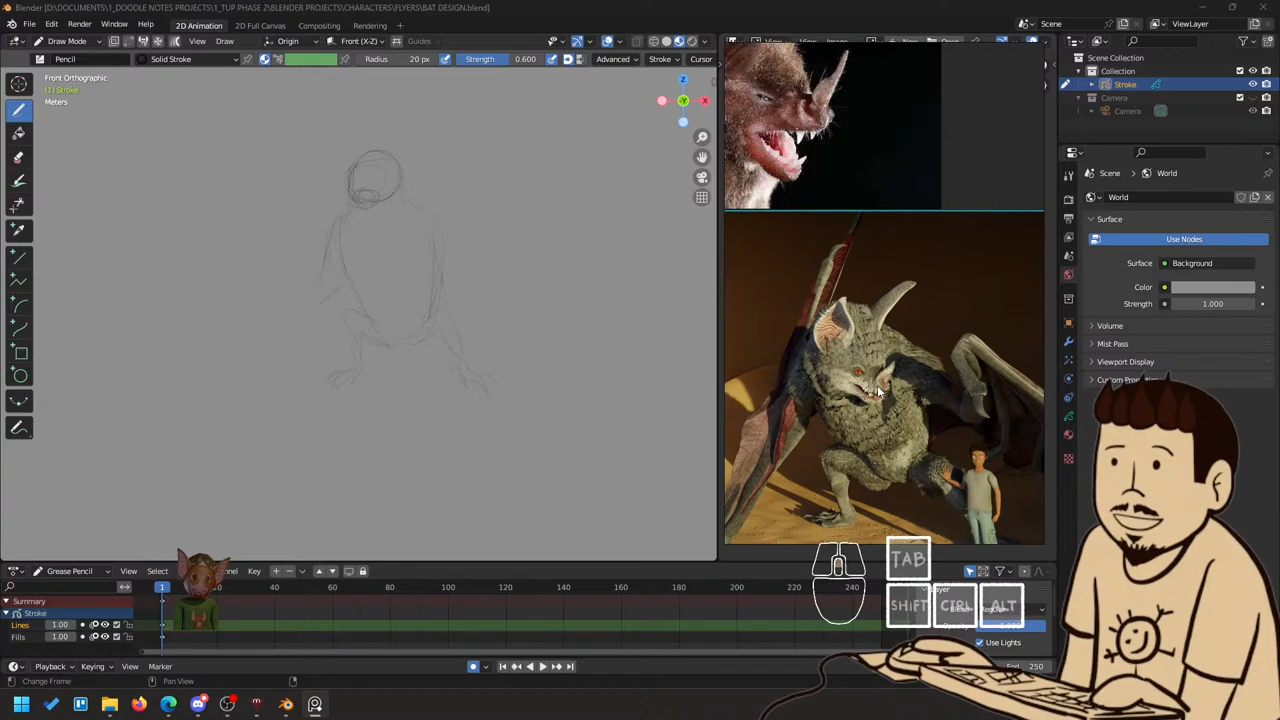 Blender [D:\DOCUMENTS\1_DOODLE NOTES PROJECTS\1_TUP PHASE 2\BLENDER PROJECTS\CHARACTERS\FLYERS\BAT DESIGN.blend]
File Edit Render Window Help 2D Animation 2D Full Canvas Compositing Rendering + Scene ViewLayer
Draw Mode View Draw Origin Front (X-Z) Guides
Pencil Solid Stroke Radius 20 px Strength 0.600 Advanced Stroke Cursor
Front Orthographic
(1) Stroke
Meters
Z
-Y X
Scene Collection
Collection
Stroke
Camera
Camera
Scene > World
World
Surface
Use Nodes
Surface Background
Color
Strength 1.000
Volume
Mist Pass
Viewport Display
TAB
SHIFT CTRL ALT
Grease Pencil View Select Key
1 20 40 60 80 100 120 140 160 180 200 220
Summary
Stroke
Lines 1.00
Fills 1.00
Use Lights
Playback Keying View Marker End 250
Change Frame Pan View